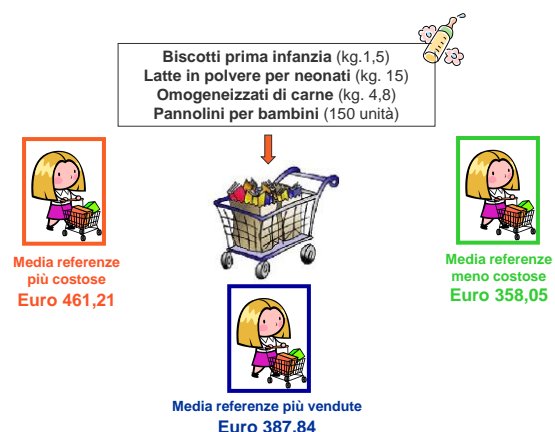 Biscotti prima infanzia (kg.1,5)
Latte in polvere per neonati (kg. 15)
Omogeneizzati di carne (kg. 4,8)
Pannolini per bambini (150 unità)
Media referenze
più costose
Euro 461,21
Media referenze
meno costose
Euro 358,05
Media referenze più vendute
Euro 387,84